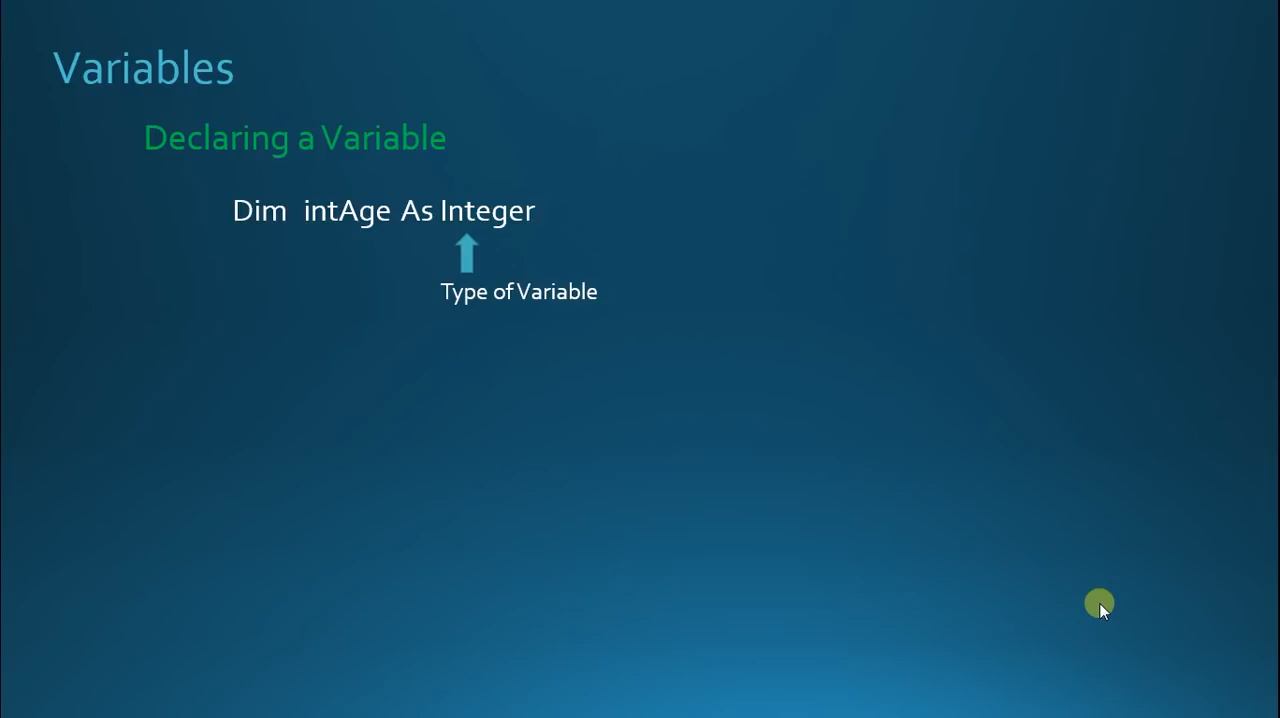 Variables
Declaring a Variable
Dim intAge As Integer
Type of Variable